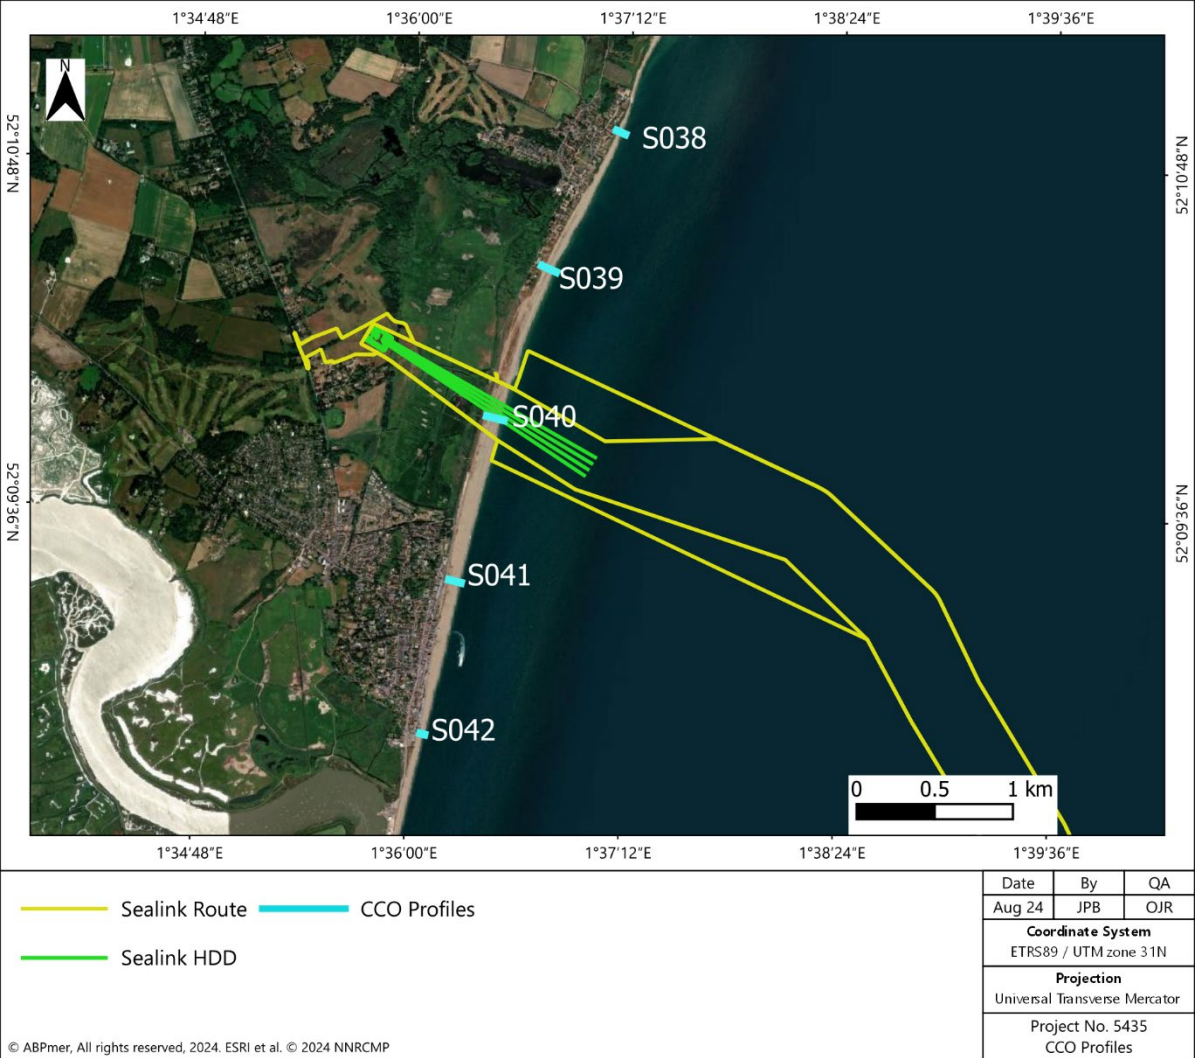 1°34'48"E 1°36'00"E 1°37'12"E 1°38'24"E 1°39'36"E
N
52°10'48"N
52°10'48"N
S038
S039
S040
52°09'36"N
52°09'36"N
S041
S042
0 0.5 1 km
1°34'48"E 1°36'00"E 1°37'12"E 1°38'24"E 1°39'36"E
Sealink Route
CCO Profiles
Sealink HDD
Date By QA
Aug 24 JPB OJR
Coordinate System
ETRS89 / UTM zone 31N
Projection
Universal Transverse Mercator
Project No. 5435
CCO Profiles
© ABPmer, All rights reserved, 2024. ESRI et al. © 2024 NNRCMP